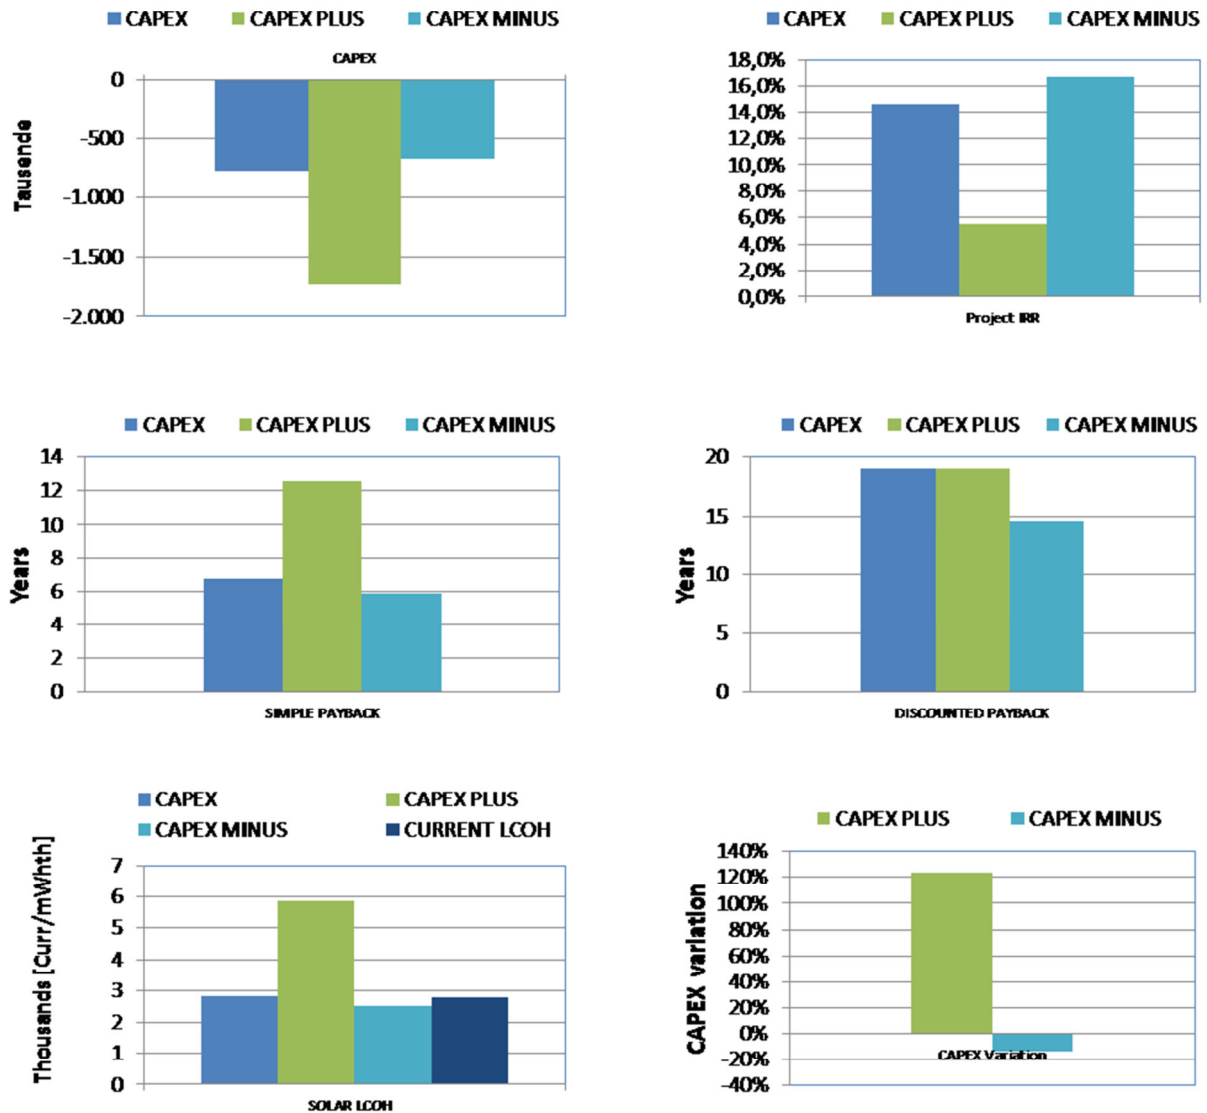 CAPEX CAPEX PLUS CAPEX MINUS
CAPEX
Tausende
0
-500
-1.000
-1.500
-2.000
CAPEX CAPEX PLUS CAPEX MINUS
18,0%
16,0%
14,0%
12,0%
10,0%
8,0%
6,0%
4,0%
2,0%
0,0%
Project IRR
CAPEX CAPEX PLUS CAPEX MINUS
Years
14
12
10
8
6
4
2
0
SIMPLE PAYBACK
CAPEX CAPEX PLUS CAPEX MINUS
Years
20
15
10
5
0
DISCOUNTED PAYBACK
CAPEX CAPEX PLUS
CAPEX MINUS CURRENT LCOH
Thousands [Curr/mWhth]
7
6
5
4
3
2
1
0
SOLAR LCOH
CAPEX PLUS CAPEX MINUS
CAPEX variation
140%
120%
100%
80%
60%
40%
20%
0%
-20%
-40%
CAPEX Variation